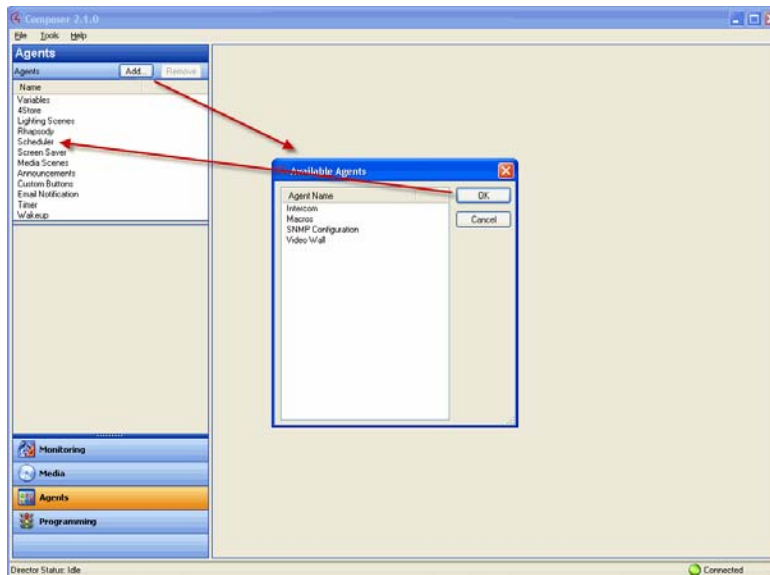 Composer 2.1.0
File Tools Help
Agents
Agents Add... Remove
Name
Variables
4Store
Lighting Scenes
Rhapsody
Scheduler
Screen Saver
Media Scenes
Announcements
Custom Buttons
Email Notification
Timer
Wakeup
Available Agents
Agent Name
Intercom
Macros
SNMP Configuration
Video Wall
OK
Cancel
Monitoring
Media
Agents
Programming
Director Status: Idle
Connected